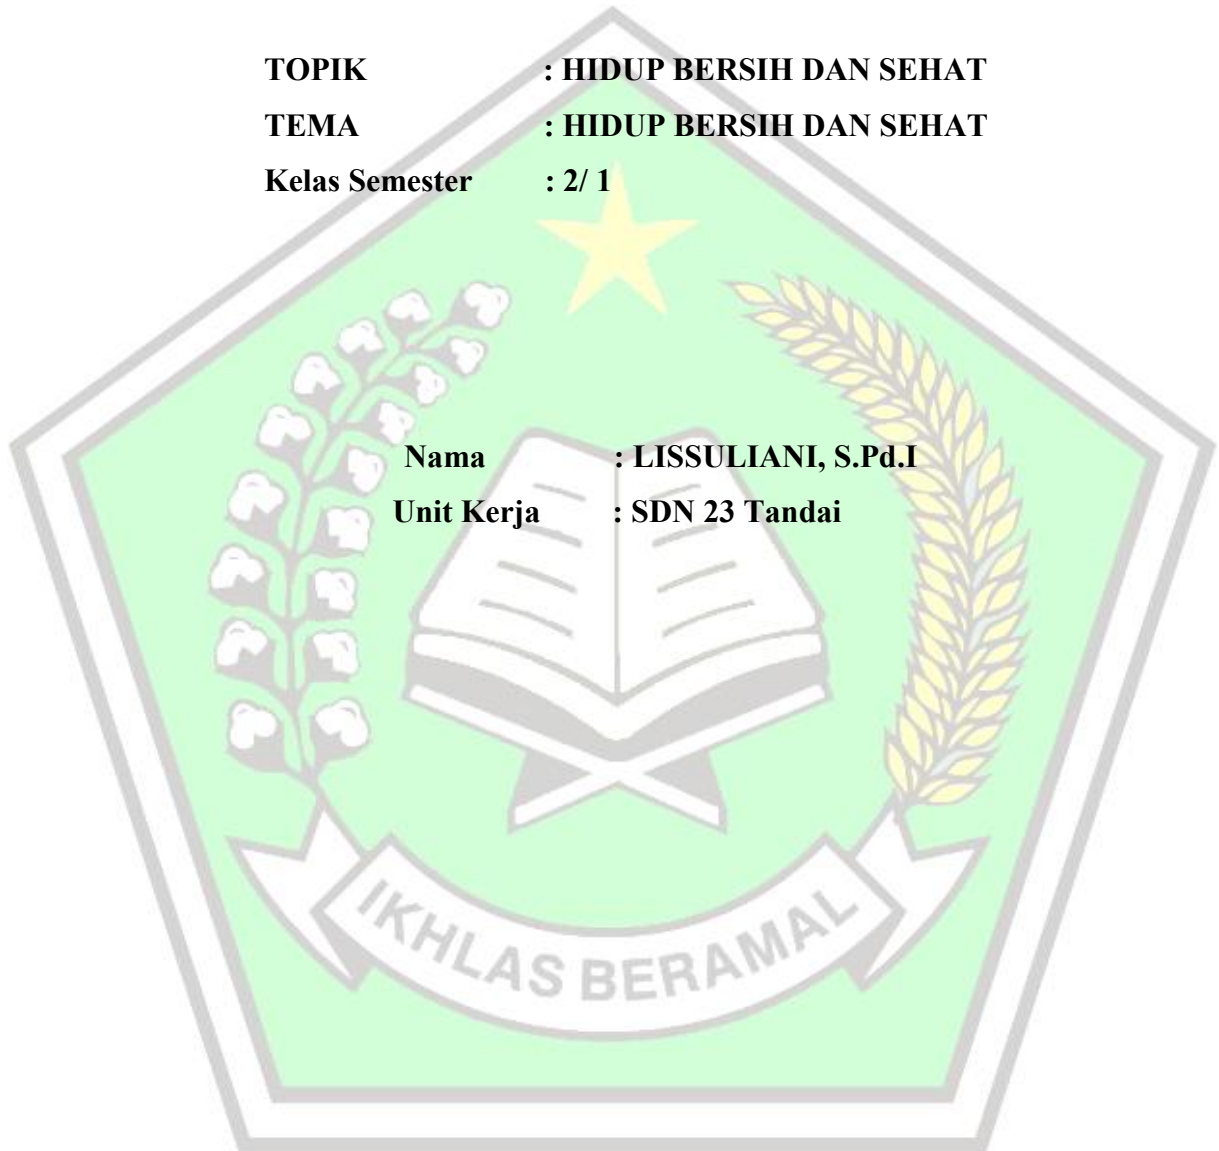 TOPIK : HIDUP BERSIH DAN SEHAT
TEMA : HIDUP BERSIH DAN SEHAT
Kelas Semester : 2/ 1
Nama : LISSULIANI, S.Pd.I
Unit Kerja : SDN 23 Tandai
IKHLAS BERAMAL